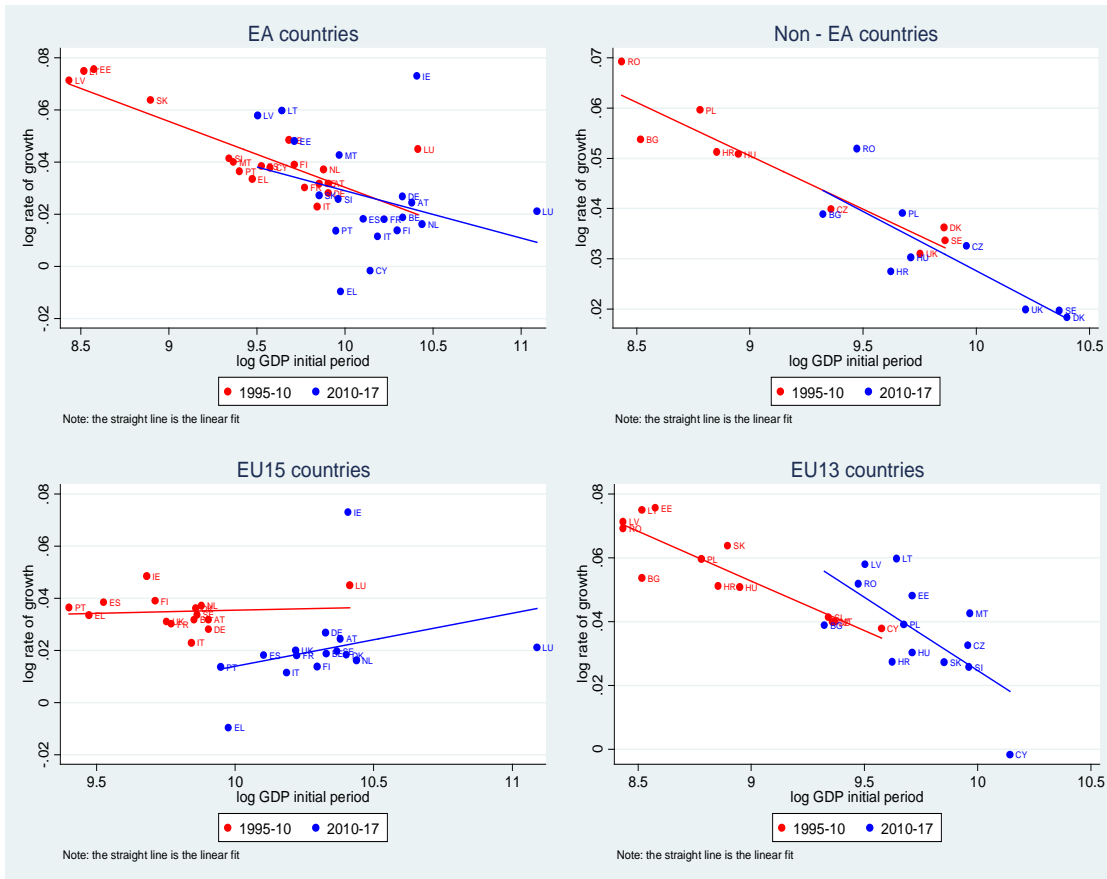 EA countries
log rate of growth
.08
.06
.04
.02
0
-.02
LV
EE
SK
SI
MT
PT
EL
CY
FI
FR
IT
NL
LU
LV
LT
EE
MT
SK
SI
PT
EL
ES
CY
FR
IT
FI
DE
AT
BE
NL
IE
LU
8.5 9 9.5 10 10.5 11
log GDP initial period
1995-10 2010-17
Note: the straight line is the linear fit
Non - EA countries
log rate of growth
.07
.06
.05
.04
.03
.02
RO
PL
BG
HR
HU
CZ
DK
SE
UK
RO
BG
PL
HU
HR
CZ
UK
SE
DK
8.5 9 9.5 10 10.5
log GDP initial period
1995-10 2010-17
Note: the straight line is the linear fit
EU15 countries
log rate of growth
.08
.06
.04
.02
0
-.02
PT
EL
ES
IE
FI
UK
FR
IT
NL
SE
AT
DE
LU
IE
PT
EL
ES
IT
UK
FR
FI
DE
AT
BE
SE
DK
NL
LU
9.5 10 10.5 11
log GDP initial period
1995-10 2010-17
Note: the straight line is the linear fit
EU13 countries
log rate of growth
.08
.06
.04
.02
0
LV
RO
LT
EE
BG
PL
SK
HR
HU
SI
CY
BG
RO
LV
LT
HR
PL
EE
HU
SK
MT
CZ
SI
CY
8.5 9 9.5 10 10.5
log GDP initial period
1995-10 2010-17
Note: the straight line is the linear fit